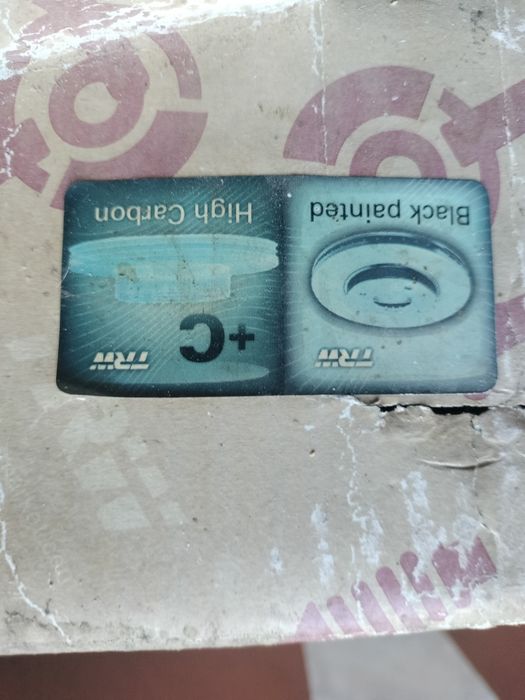 TRW
TRW
+C
Black painted
High Carbon